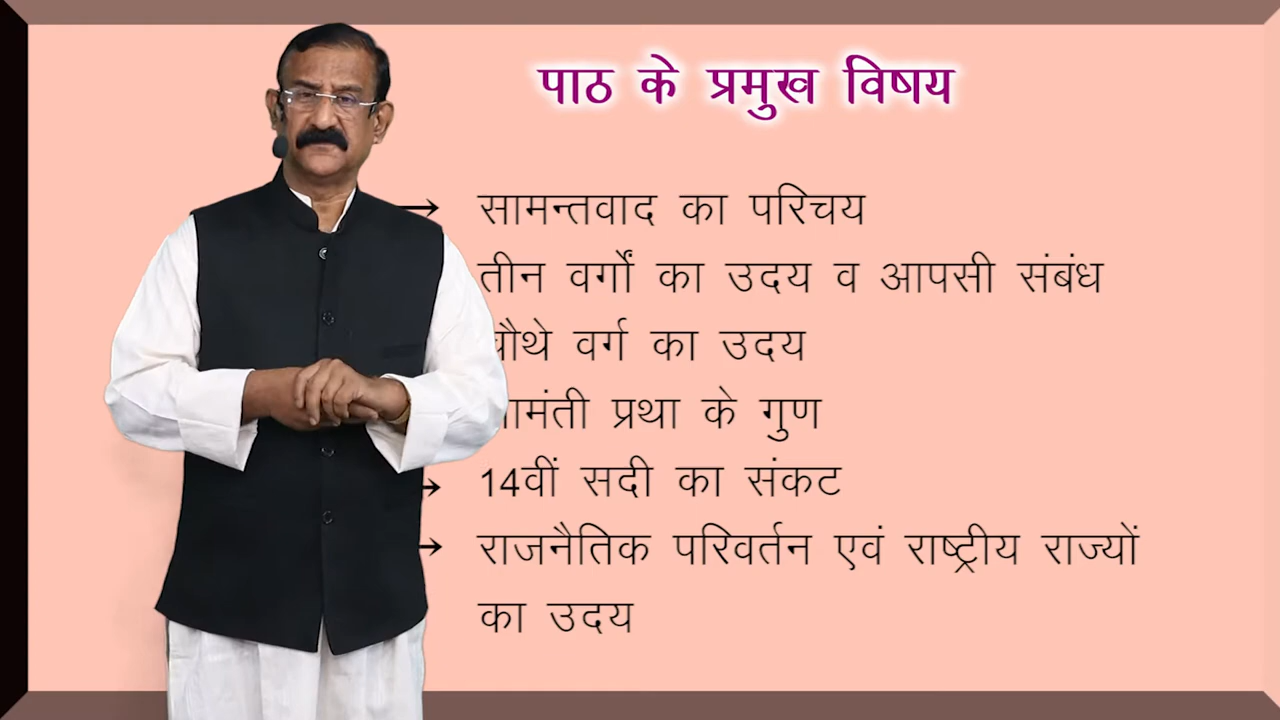 पाठ के प्रमुख विषय
→ सामन्तवाद का परिचय
तीन वर्गों का उदय व आपसी संबंध
वर्ग का उदय
प्रथा के गुण
→ 14वीं सदी का संकट
→ राजनैतिक परिवर्तन एवं राष्ट्रीय राज्यों
का उदय